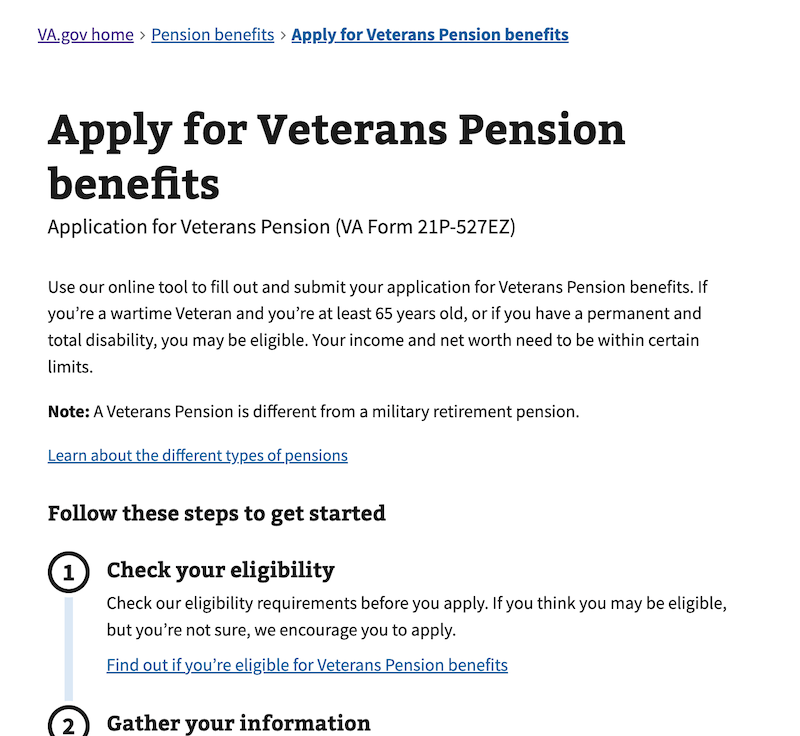 VA.gov home › Pension benefits › Apply for Veterans Pension benefits
Apply for Veterans Pension
benefits
Application for Veterans Pension (VA Form 21P-527EZ)
Use our online tool to fill out and submit your application for Veterans Pension benefits. If
you’re a wartime Veteran and you’re at least 65 years old, or if you have a permanent and
total disability, you may be eligible. Your income and net worth need to be within certain
limits.
Note: A Veterans Pension is different from a military retirement pension.
Learn about the different types of pensions
Follow these steps to get started
1 Check your eligibility
Check our eligibility requirements before you apply. If you think you may be eligible,
but you’re not sure, we encourage you to apply.
Find out if you’re eligible for Veterans Pension benefits
2 Gather your information